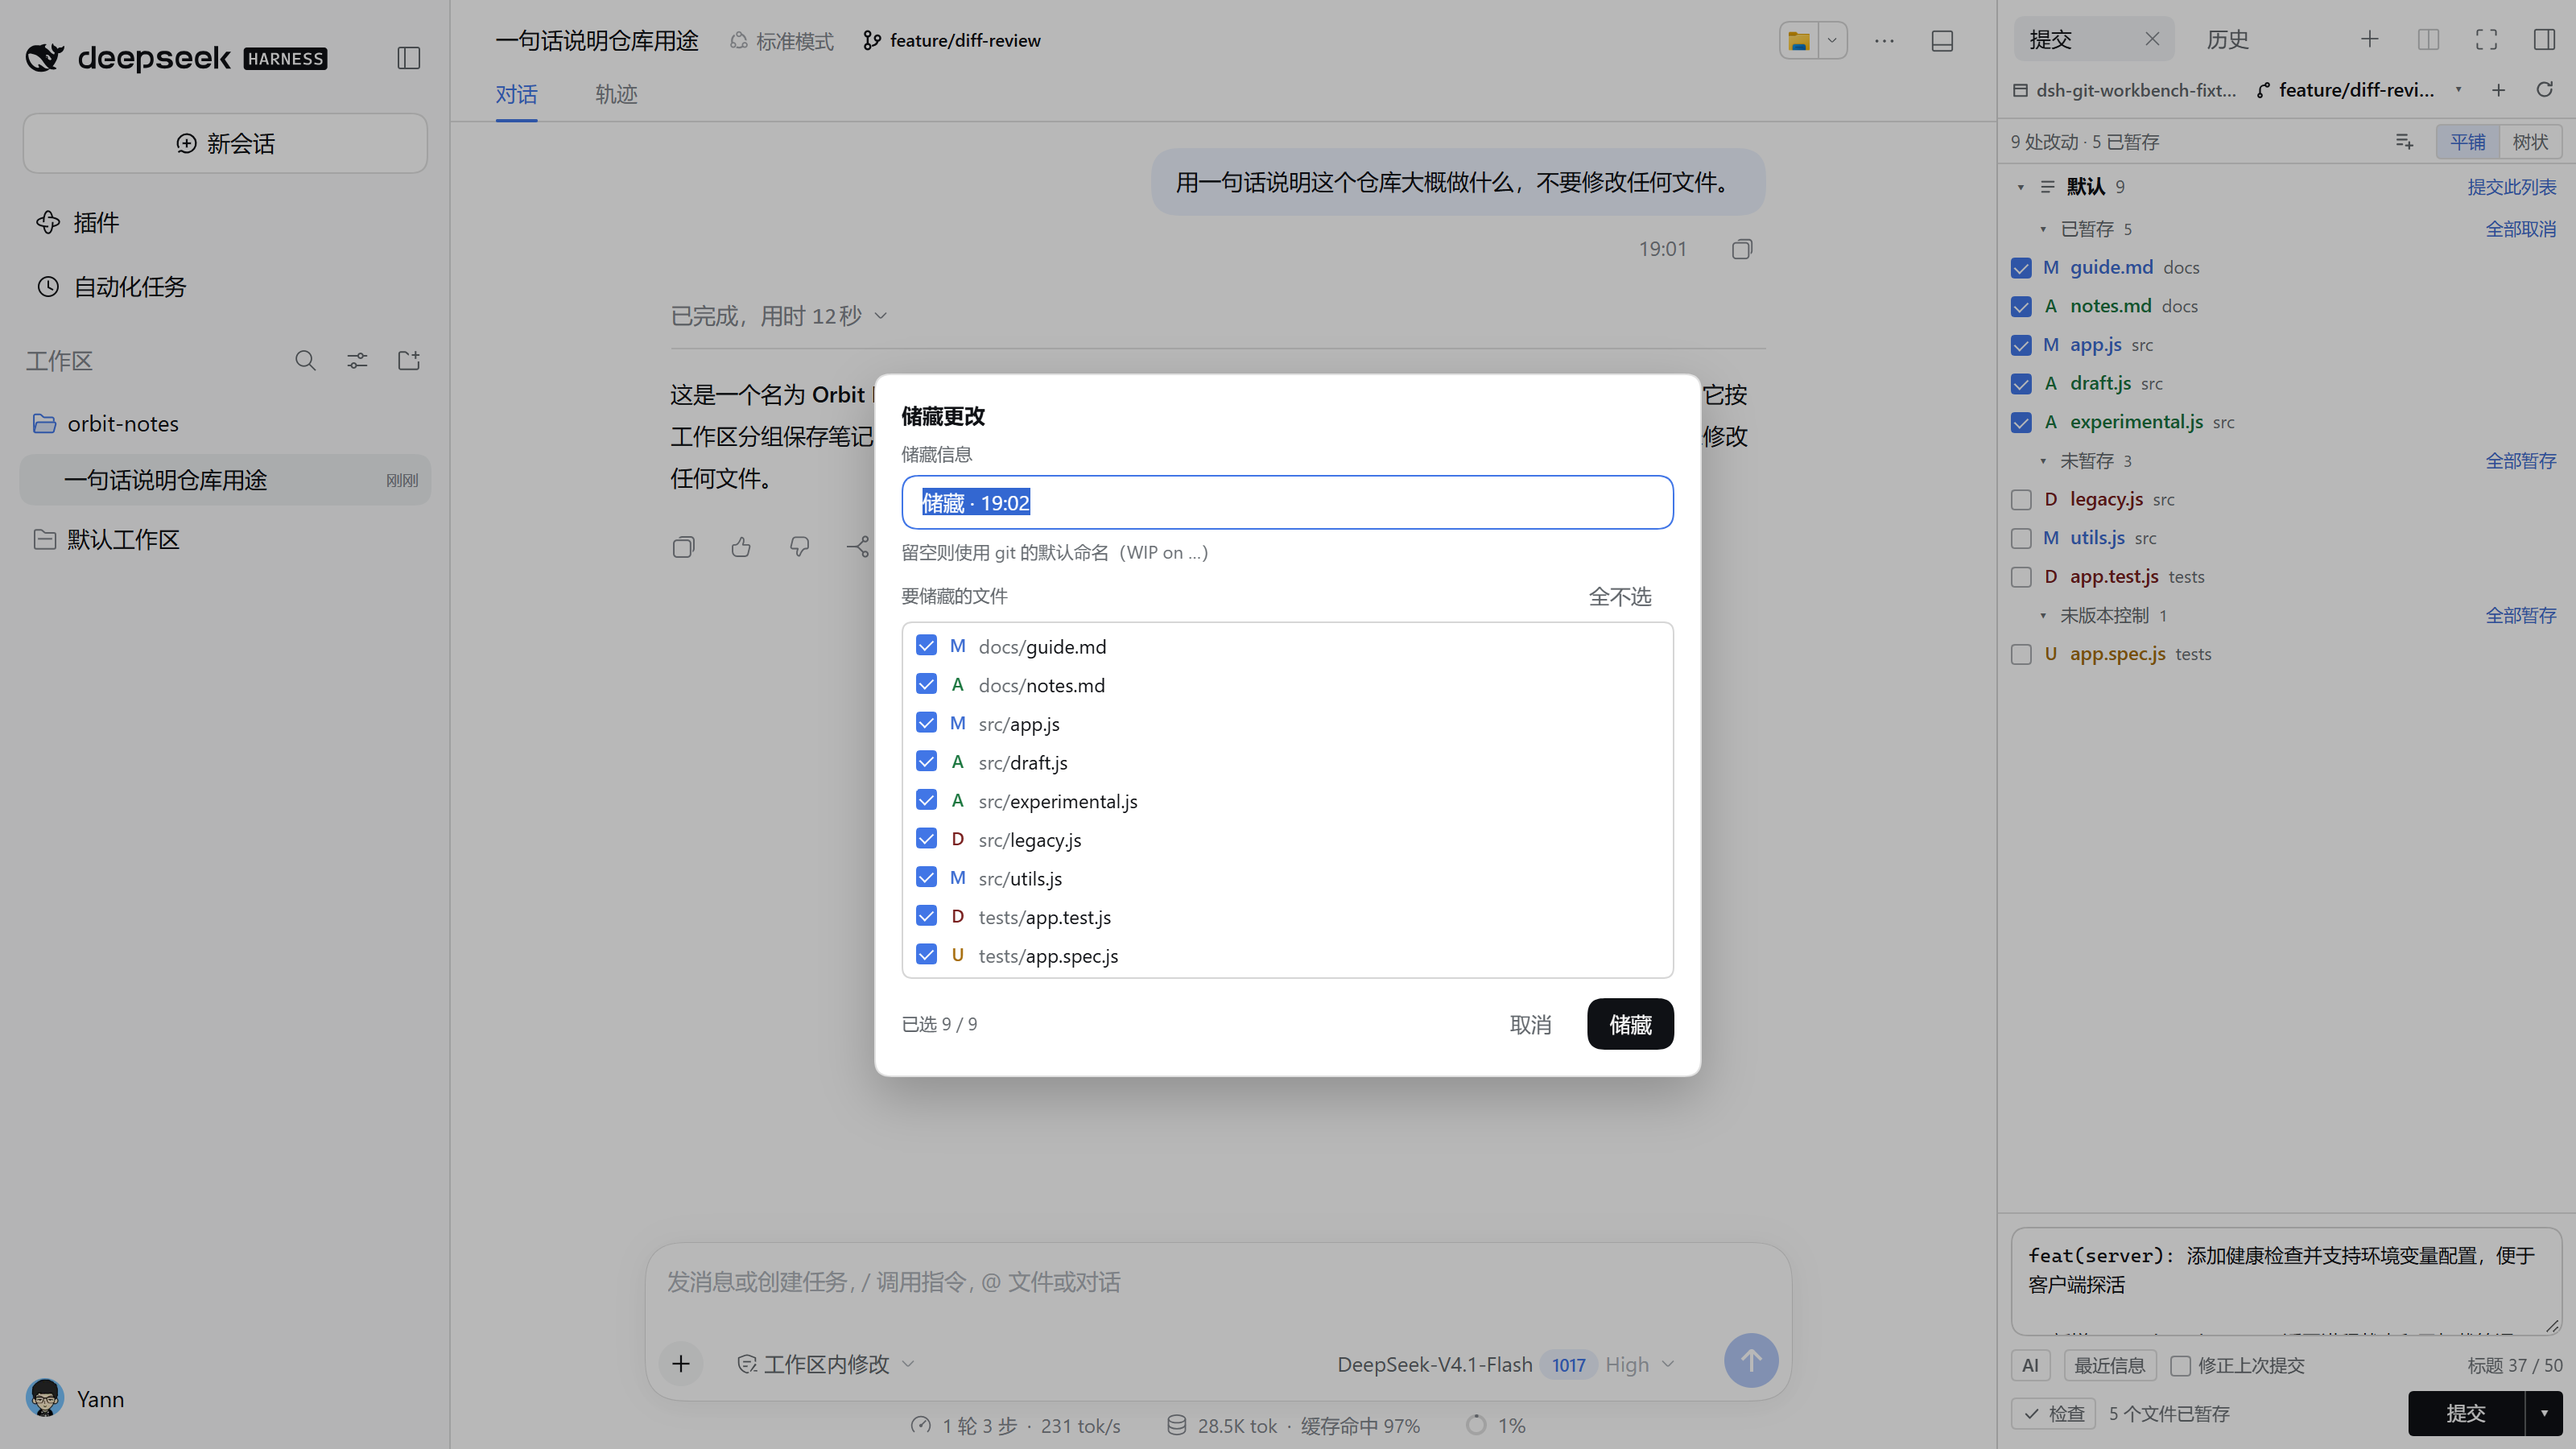 deepseek HARNESS
新会话
插件
自动化任务
工作区
orbit-notes
一句话说明仓库用途 刚刚
默认工作区
Yann
一句话说明仓库用途 标准模式 feature/diff-review
对话 轨迹
用一句话说明这个仓库大概做什么，不要修改任何文件。
19:01
已完成，用时 12秒
这是一个名为 Orbit 它按
工作区分组保存笔记 修改
任何文件。
储藏更改
储藏信息
储藏 · 19:02
留空则使用 git 的默认命名（WIP on ...）
要储藏的文件 全不选
M docs/guide.md
A docs/notes.md
M src/app.js
A src/draft.js
A src/experimental.js
D src/legacy.js
M src/utils.js
D tests/app.test.js
U tests/app.spec.js
已选 9 / 9 取消 储藏
发消息或创建任务, / 调用指令, @ 文件或对话
工作区内修改 DeepSeek-V4.1-Flash 1017 High
1 轮 3 步 · 231 tok/s 28.5K tok · 缓存命中 97% 1%
提交 历史
dsh-git-workbench-fixt... feature/diff-revi...
9 处改动 · 5 已暂存 平铺 树状
默认 9 提交此列表
已暂存 5 全部取消
M guide.md docs
A notes.md docs
M app.js src
A draft.js src
A experimental.js src
未暂存 3 全部暂存
D legacy.js src
M utils.js src
D app.test.js tests
未版本控制 1 全部暂存
U app.spec.js tests
feat(server): 添加健康检查并支持环境变量配置，便于
客户端探活
AI 最近信息 修正上次提交 标题 37 / 50
检查 5 个文件已暂存 提交